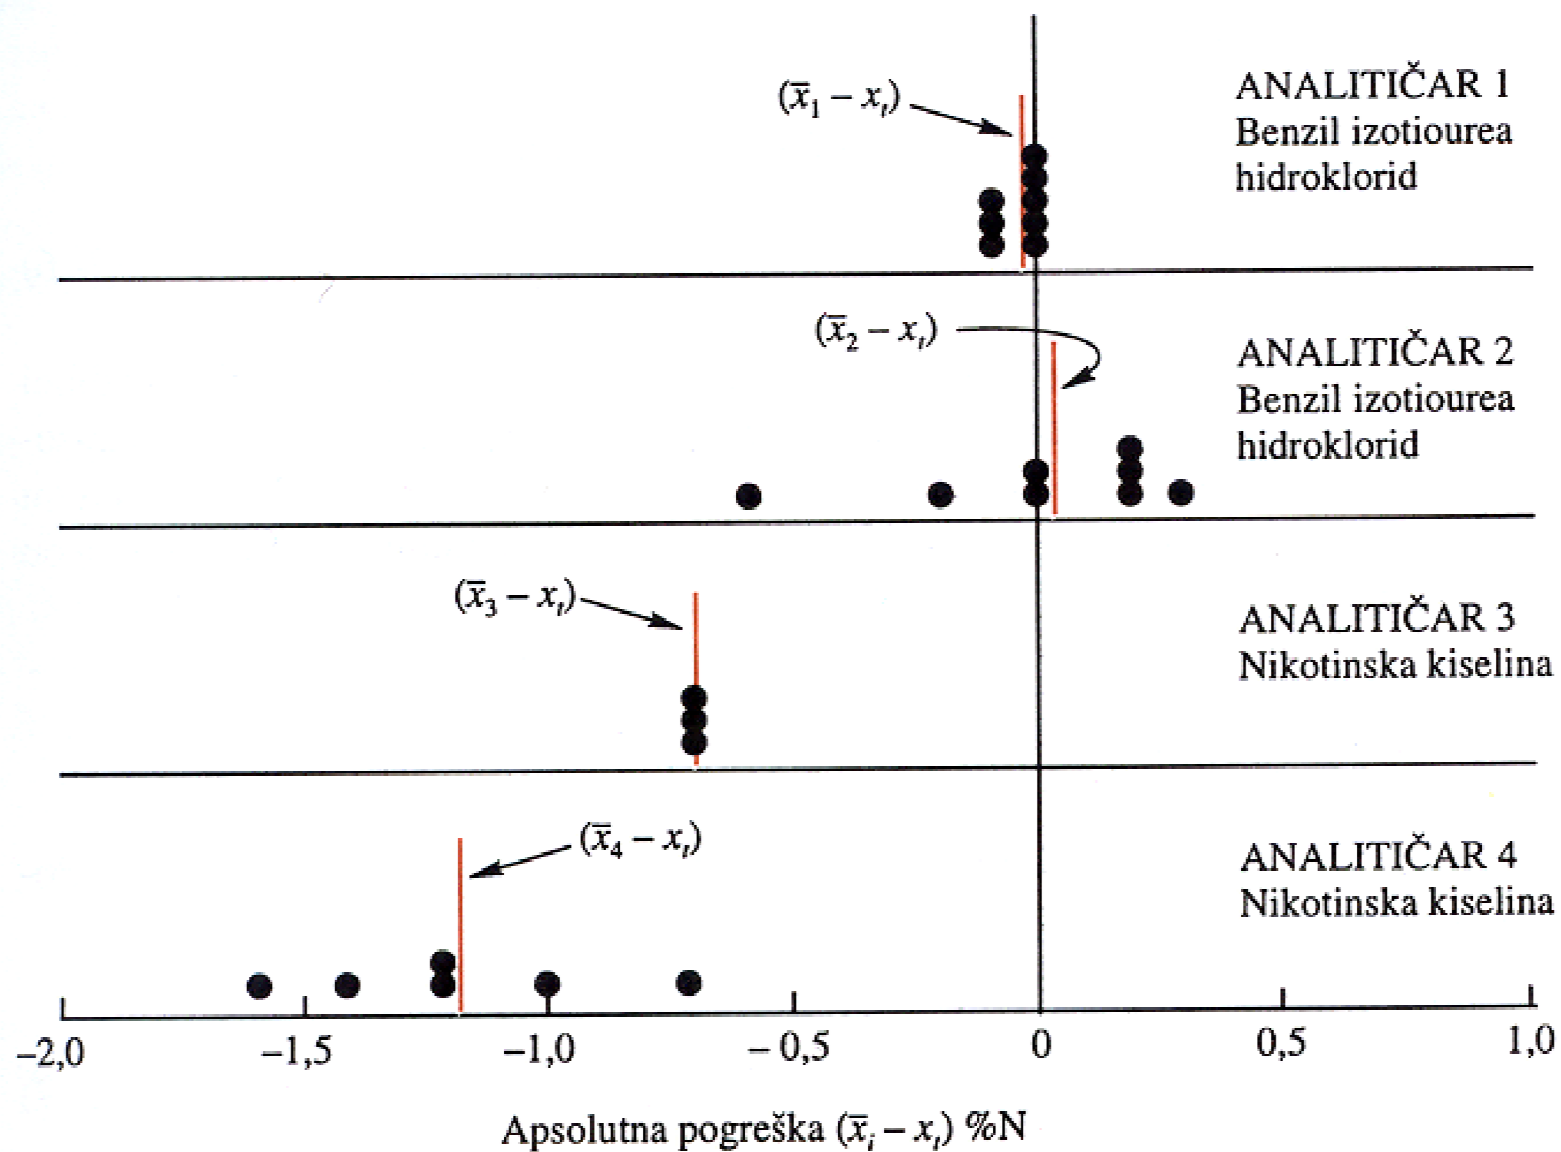 (x̄₁ – xₜ)
ANALITIČAR 1
Benzil izotiourea
hidroklorid
(x̄₂ – xₜ)
ANALITIČAR 2
Benzil izotiourea
hidroklorid
(x̄₃ – xₜ)
ANALITIČAR 3
Nikotinska kiselina
(x̄₄ – xₜ)
ANALITIČAR 4
Nikotinska kiselina
–2,0 –1,5 –1,0 – 0,5 0 0,5 1,0
Apsolutna pogreška (x̄ᵢ – xₜ) %N